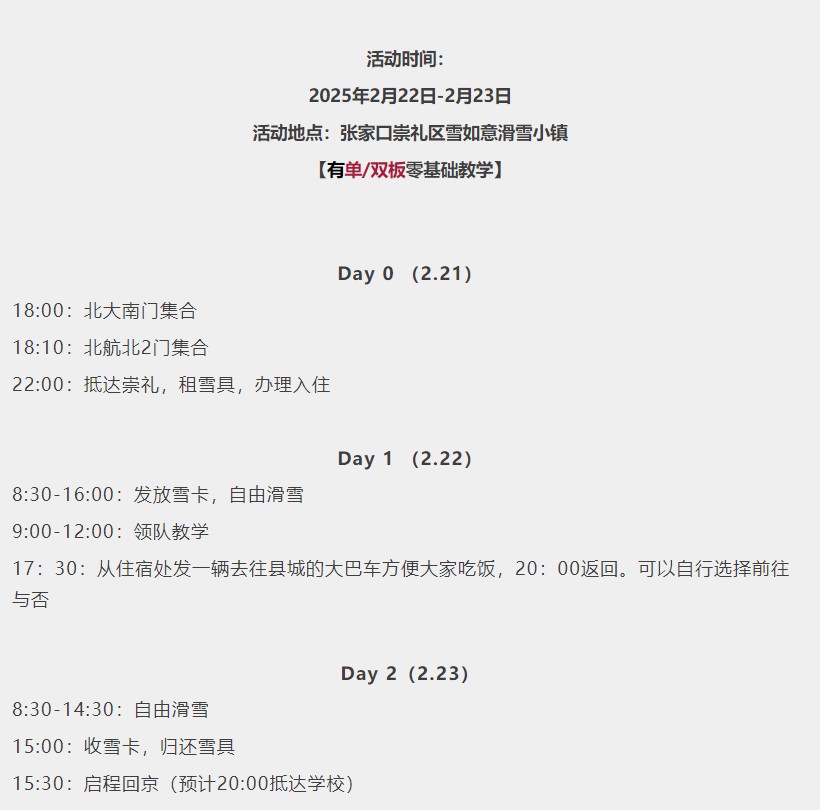 活动时间：
2025年2月22日-2月23日
活动地点：张家口崇礼区雪如意滑雪小镇
【有单/双板零基础教学】
Day 0 （2.21）
18:00：北大南门集合
18:10：北航北2门集合
22:00：抵达崇礼，租雪具，办理入住
Day 1 （2.22）
8:30-16:00：发放雪卡，自由滑雪
9:00-12:00：领队教学
17：30：从住宿处发一辆去往县城的大巴车方便大家吃饭，20：00返回。可以自行选择前往
与否
Day 2（2.23）
8:30-14:30：自由滑雪
15:00：收雪卡，归还雪具
15:30：启程回京（预计20:00抵达学校）